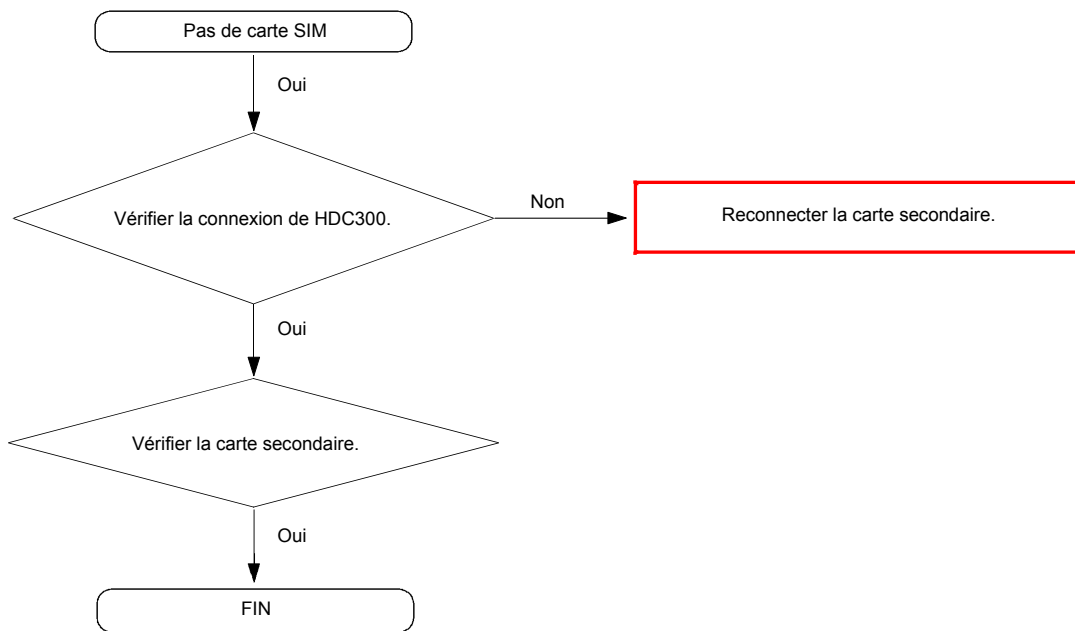 Pas de carte SIM
Oui
Vérifier la connexion de HDC300.
Non
Reconnecter la carte secondaire.
Oui
Vérifier la carte secondaire.
Oui
FIN